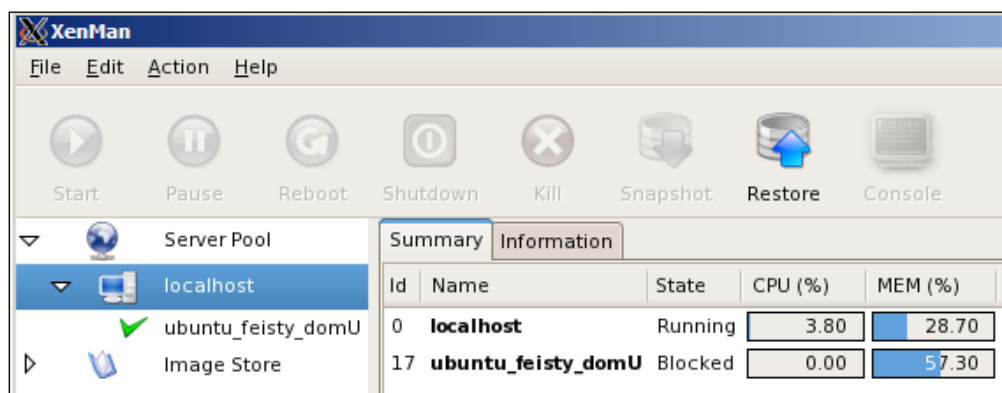 XenMan
File Edit Action Help
Start Pause Reboot Shutdown Kill Snapshot Restore Console
Server Pool
localhost
ubuntu_feisty_domU
Image Store
Summary Information
Id Name State CPU (%) MEM (%)
0 localhost Running 3.80 28.70
17 ubuntu_feisty_domU Blocked 0.00 57.30